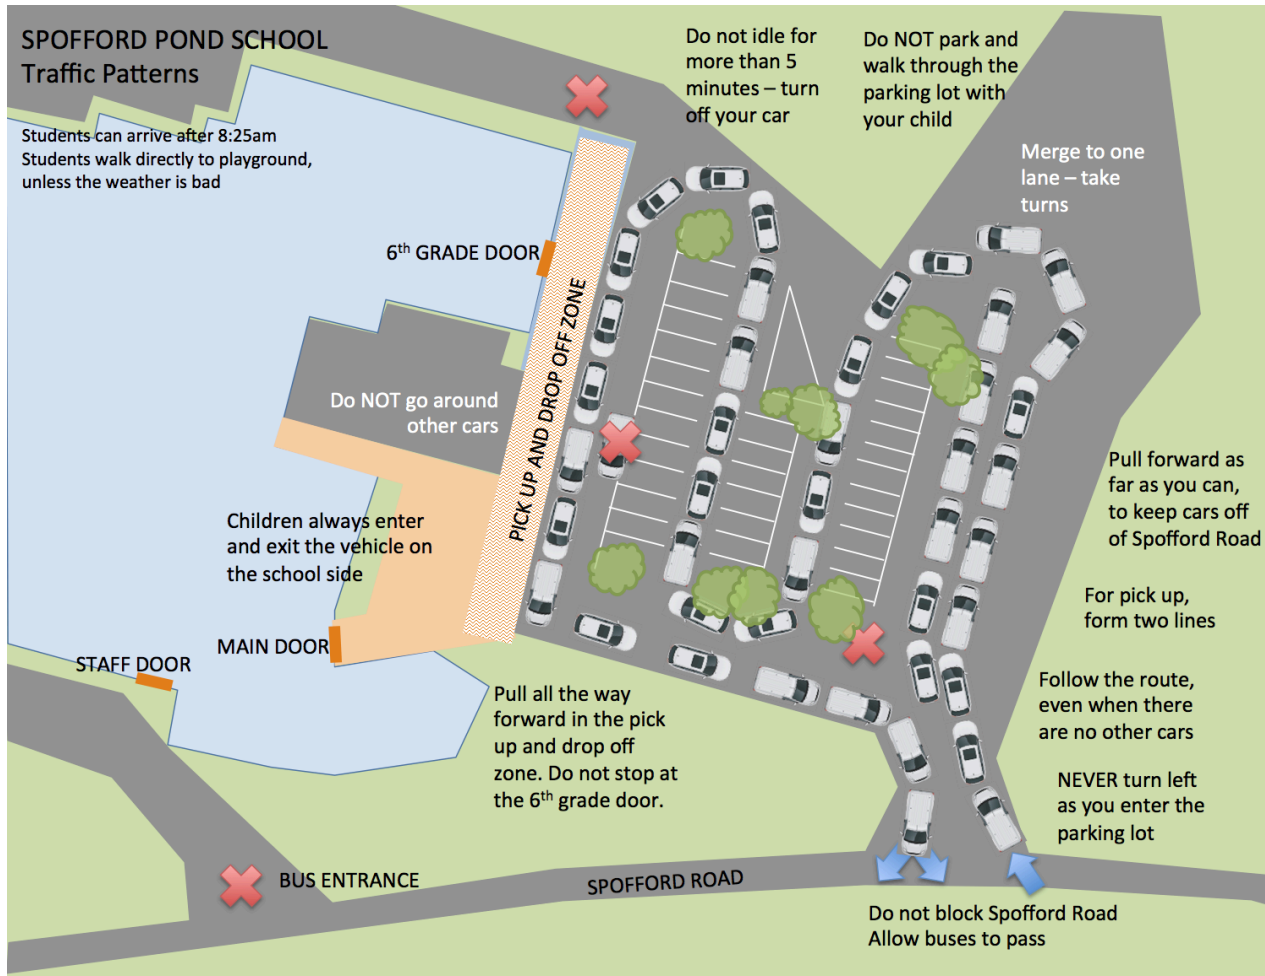 SPOFFORD POND SCHOOL
Traffic Patterns
Students can arrive after 8:25am
Students walk directly to playground,
unless the weather is bad
Do not idle for
more than 5
minutes – turn
off your car
Do NOT park and
walk through the
parking lot with
your child
Merge to one
lane – take
turns
6th GRADE DOOR
PICK UP AND DROP OFF ZONE
Do NOT go around
other cars
Children always enter
and exit the vehicle on
the school side
MAIN DOOR
STAFF DOOR
Pull all the way
forward in the pick
up and drop off
zone. Do not stop at
the 6th grade door.
Pull forward as
far as you can,
to keep cars off
of Spofford Road
For pick up,
form two lines
Follow the route,
even when there
are no other cars
NEVER turn left
as you enter the
parking lot
BUS ENTRANCE
SPOFFORD ROAD
Do not block Spofford Road
Allow buses to pass